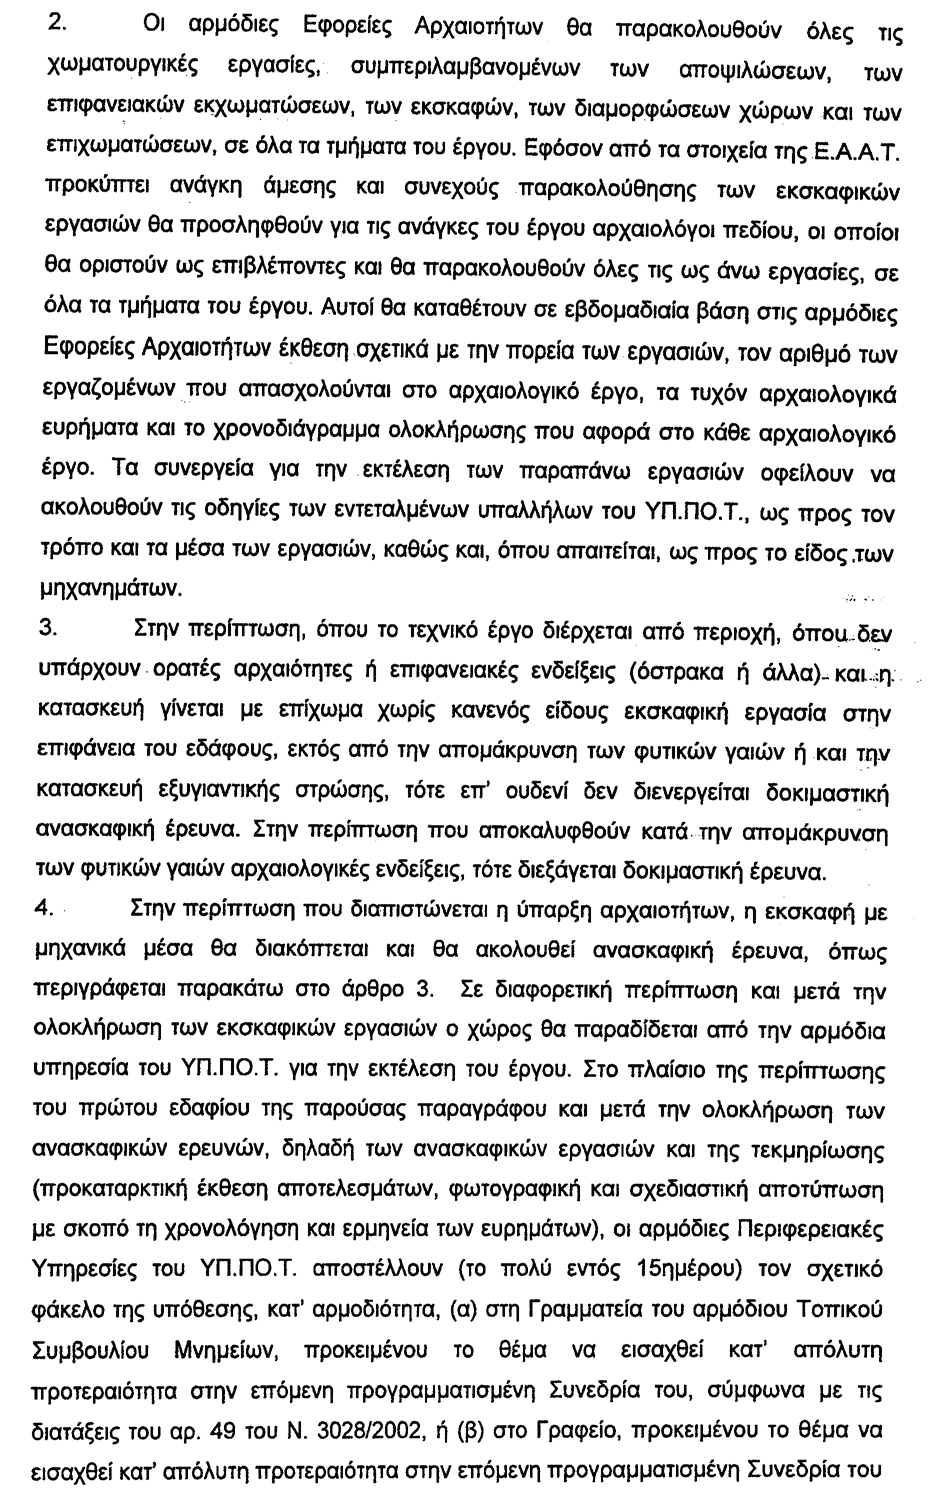 2. Οι αρμόδιες Εφορείες Αρχαιοτήτων θα παρακολουθούν όλες τις
χωματουργικές εργασίες, συμπεριλαμβανομένων των αποψιλώσεων, των
επιφανειακών εκχωματώσεων, των εκσκαφών, των διαμορφώσεων χώρων και των
επιχωματώσεων, σε όλα τα τμήματα του έργου. Εφόσον από τα στοιχεία της Ε.Α.Α.Τ.
προκύπτει ανάγκη άμεσης και συνεχούς παρακολούθησης των εκσκαφικών
εργασιών θα προσληφθούν για τις ανάγκες του έργου αρχαιολόγοι πεδίου, οι οποίοι
θα οριστούν ως επιβλέποντες και θα παρακολουθούν όλες τις ως άνω εργασίες, σε
όλα τα τμήματα του έργου. Αυτοί θα καταθέτουν σε εβδομαδιαία βάση στις αρμόδιες
Εφορείες Αρχαιοτήτων έκθεση σχετικά με την πορεία των εργασιών, τον αριθμό των
εργαζομένων που απασχολούνται στο αρχαιολογικό έργο, τα τυχόν αρχαιολογικά
ευρήματα και το χρονοδιάγραμμα ολοκλήρωσης που αφορά στο κάθε αρχαιολογικό
έργο. Τα συνεργεία για την εκτέλεση των παραπάνω εργασιών οφείλουν να
ακολουθούν τις οδηγίες των εντεταλμένων υπαλλήλων του ΥΠ.ΠΟ.Τ., ως προς τον
τρόπο και τα μέσα των εργασιών, καθώς και, όπου απαιτείται, ως προς το είδος των
μηχανημάτων.
3. Στην περίπτωση, όπου το τεχνικό έργο διέρχεται από περιοχή, όπου δεν
υπάρχουν ορατές αρχαιότητες ή επιφανειακές ενδείξεις (όστρακα ή άλλα) και η
κατασκευή γίνεται με επίχωμα χωρίς κανενός είδους εκσκαφική εργασία στην
επιφάνεια του εδάφους, εκτός από την απομάκρυνση των φυτικών γαιών ή και την
κατασκευή εξυγιαντικής στρώσης, τότε επ' ουδενί δεν διενεργείται δοκιμαστική
ανασκαφική έρευνα. Στην περίπτωση που αποκαλυφθούν κατά την απομάκρυνση
των φυτικών γαιών αρχαιολογικές ενδείξεις, τότε διεξάγεται δοκιμαστική έρευνα.
4. Στην περίπτωση που διαπιστώνεται η ύπαρξη αρχαιοτήτων, η εκσκαφή με
μηχανικά μέσα θα διακόπτεται και θα ακολουθεί ανασκαφική έρευνα, όπως
περιγράφεται παρακάτω στο άρθρο 3. Σε διαφορετική περίπτωση και μετά την
ολοκλήρωση των εκσκαφικών εργασιών ο χώρος θα παραδίδεται από την αρμόδια
υπηρεσία του ΥΠ.ΠΟ.Τ. για την εκτέλεση του έργου. Στο πλαίσιο της περίπτωσης
του πρώτου εδαφίου της παρούσας παραγράφου και μετά την ολοκλήρωση των
ανασκαφικών ερευνών, δηλαδή των ανασκαφικών εργασιών και της τεκμηρίωσης
(προκαταρκτική έκθεση αποτελεσμάτων, φωτογραφική και σχεδιαστική αποτύπωση
με σκοπό τη χρονολόγηση και ερμηνεία των ευρημάτων), οι αρμόδιες Περιφερειακές
Υπηρεσίες του ΥΠ.ΠΟ.Τ. αποστέλλουν (το πολύ εντός 15ημέρου) τον σχετικό
φάκελο της υπόθεσης, κατ' αρμοδιότητα, (α) στη Γραμματεία του αρμόδιου Τοπικού
Συμβουλίου Μνημείων, προκειμένου το θέμα να εισαχθεί κατ' απόλυτη
προτεραιότητα στην επόμενη προγραμματισμένη Συνεδρία του, σύμφωνα με τις
διατάξεις του αρ. 49 του Ν. 3028/2002, ή (β) στο Γραφείο, προκειμένου το θέμα να
εισαχθεί κατ' απόλυτη προτεραιότητα στην επόμενη προγραμματισμένη Συνεδρία του